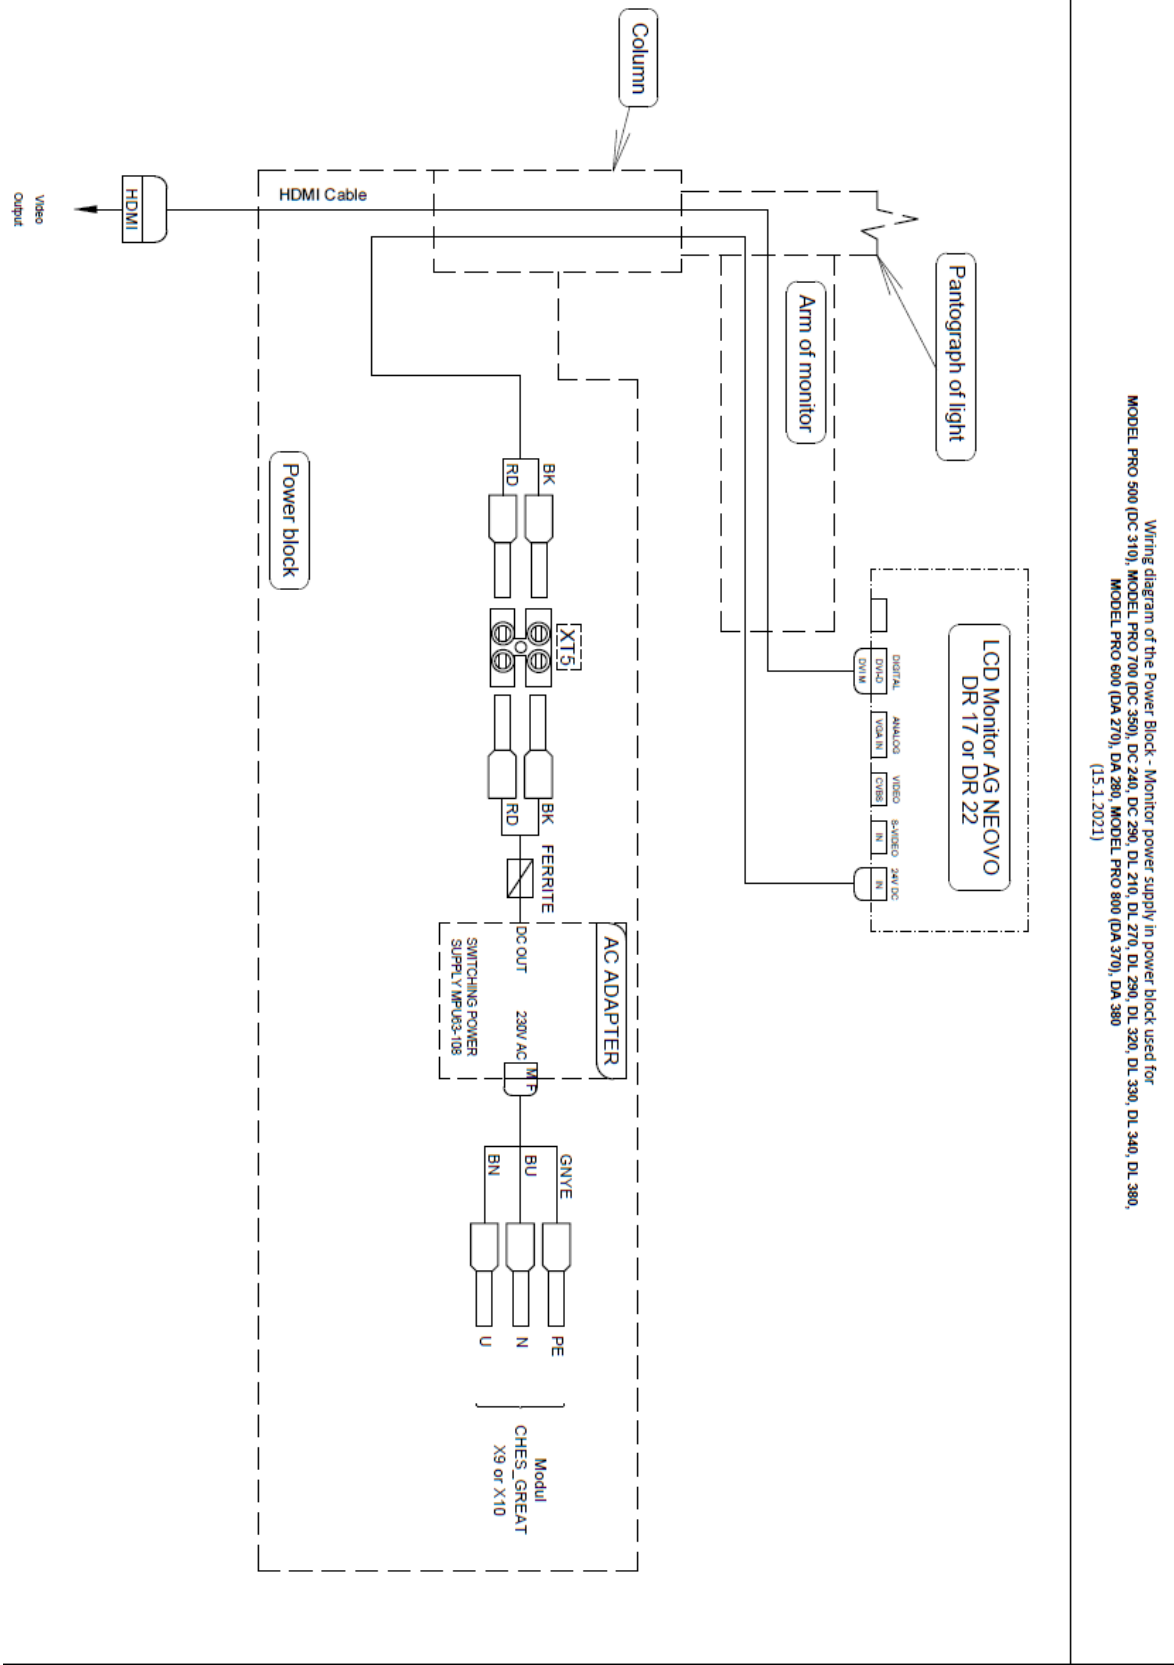 Wiring diagram of the Power Block - Monitor power supply in power block used for
MODEL PRO 500 (DC 310), MODEL PRO 700 (DC 350), DC 240, DC 290, DL 210, DL 270, DL 290, DL 320, DL 330, DL 340, DL 380,
MODEL PRO 600 (DA 270), DA 280, MODEL PRO 800 (DA 370), DA 380
(15.1.2021)
LCD Monitor AG NEOVO
DR 17 or DR 22
DIGITAL
DVI-D
DVI M
ANALOG
VGA IN
VIDEO
CVBS
S-VIDEO
IN
24V DC
IN
Pantograph of light
Arm of monitor
Column
HDMI Cable
HDMI
Video
Output
Power block
BK
RD
XT5
BK
RD
FERRITE
AC ADAPTER
DC OUT
230V AC
M F
SWITCHING POWER
SUPPLY MPU63-108
GNYE
BU
BN
PE
N
U
Modul
CHES_GREAT
X9 or X10